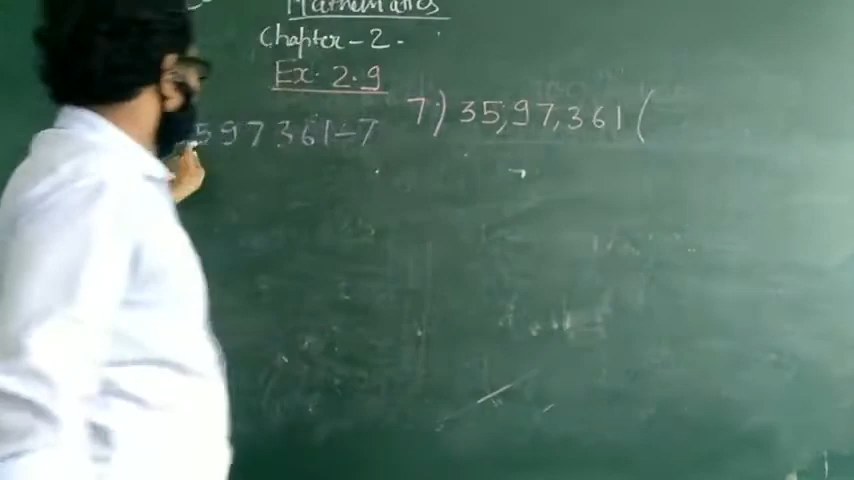 Mathematics
Chapter - 2.
Ex. 2.9
597361-7
7) 35,97,361 (